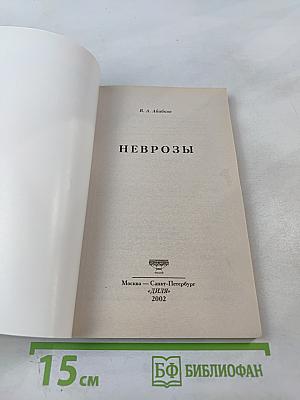 В. А. Абабков
НЕВРОЗЫ
Москва — Санкт-Петербург
«ДИЛЯ»
2002
15 см
БФ БИБЛИОФАН